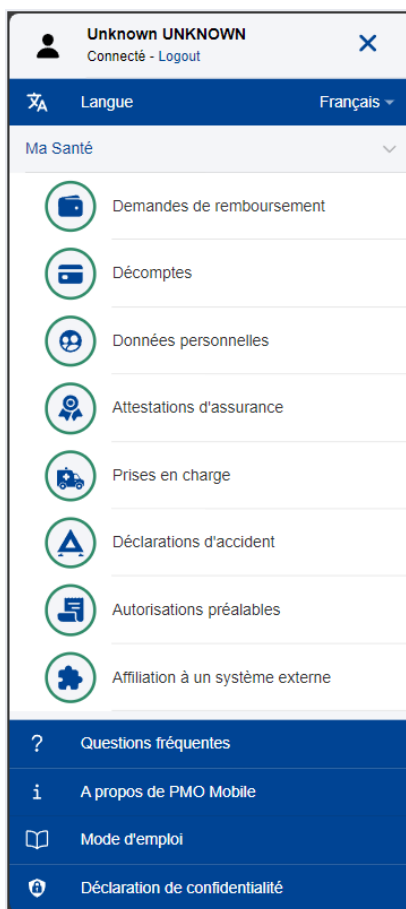 Unknown UNKNOWN
Connecté - Logout
Langue Français
Ma Santé
Demandes de remboursement
Décomptes
Données personnelles
Attestations d'assurance
Prises en charge
Déclarations d'accident
Autorisations préalables
Affiliation à un système externe
? Questions fréquentes
i A propos de PMO Mobile
Mode d'emploi
Déclaration de confidentialité